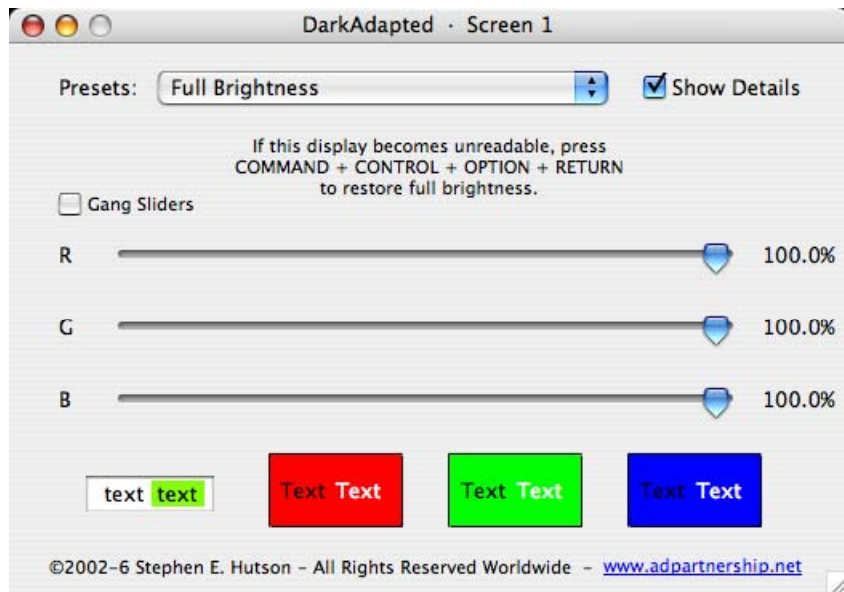 DarkAdapted · Screen 1
Presets: Full Brightness Show Details
If this display becomes unreadable, press
COMMAND + CONTROL + OPTION + RETURN
to restore full brightness.
Gang Sliders
R 100.0%
G 100.0%
B 100.0%
text text Text Text Text Text Text Text
©2002-6 Stephen E. Hutson - All Rights Reserved Worldwide - www.adpartnership.net